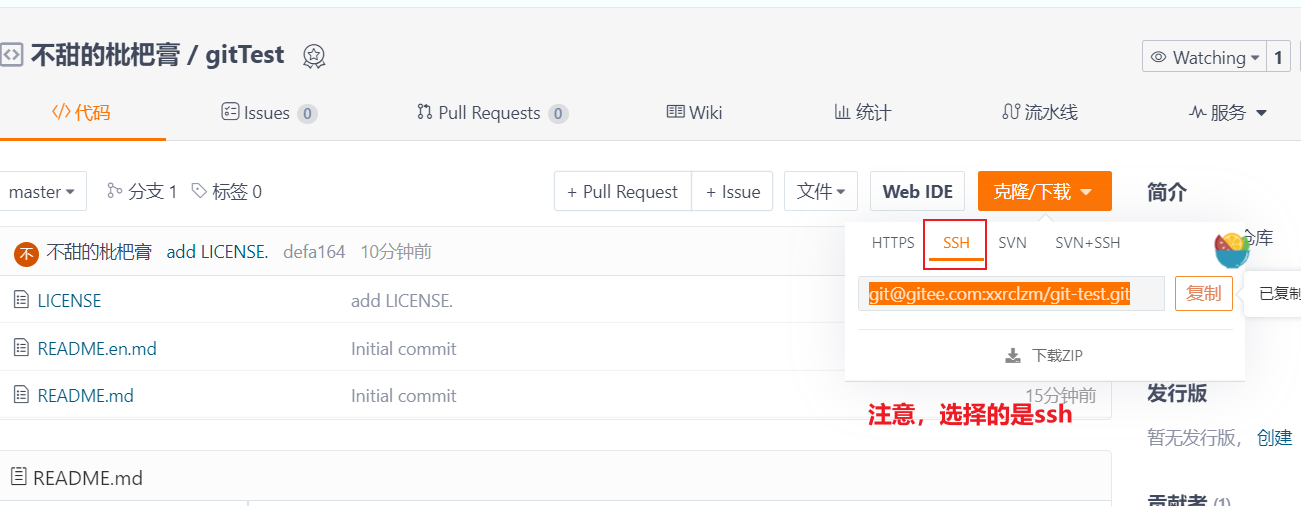 不甜的枇杷膏 / gitTest
Watching 1
代码 Issues 0 Pull Requests 0 Wiki 统计 流水线 服务
master 分支 1 标签 0 + Pull Request + Issue 文件 Web IDE 克隆/下载 简介
不 不甜的枇杷膏 add LICENSE. defa164 10分钟前
HTTPS SSH SVN SVN+SSH 仓库
LICENSE add LICENSE.
git@gitee.com:xxrclzm/git-test.git 复制 已复制
README.en.md Initial commit
下载ZIP
README.md Initial commit 15分钟前 发行版
注意，选择的是ssh
暂无发行版， 创建
README.md
贡献者 (1)